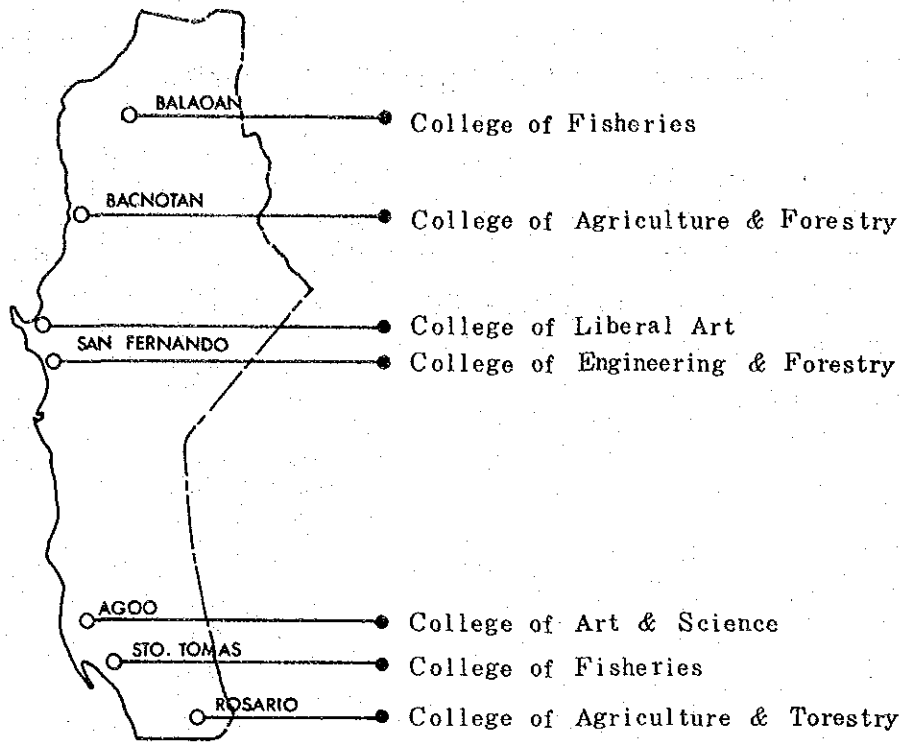 BALAOAN
College of Fisheries
BACNOTAN
College of Agriculture & Forestry
College of Liberal Art
SAN FERNANDO
College of Engineering & Forestry
AGOO
College of Art & Science
STO. TOMAS
College of Fisheries
ROSARIO
College of Agriculture & Torestry